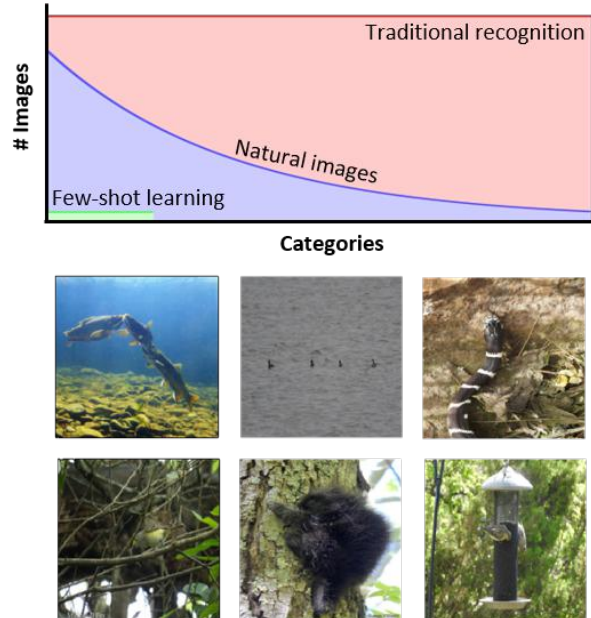 Traditional recognition
# Images
Natural images
Few-shot learning
Categories